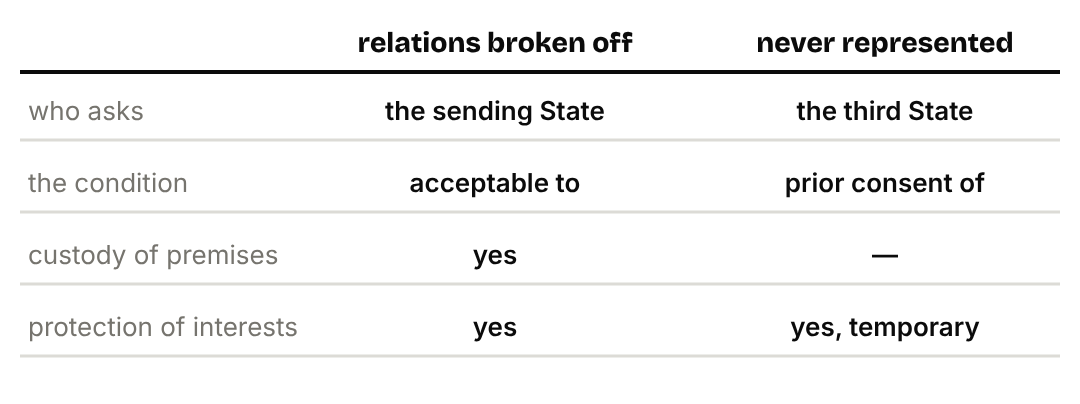 relations broken off never represented
who asks the sending State the third State
the condition acceptable to prior consent of
custody of premises yes —
protection of interests yes yes, temporary